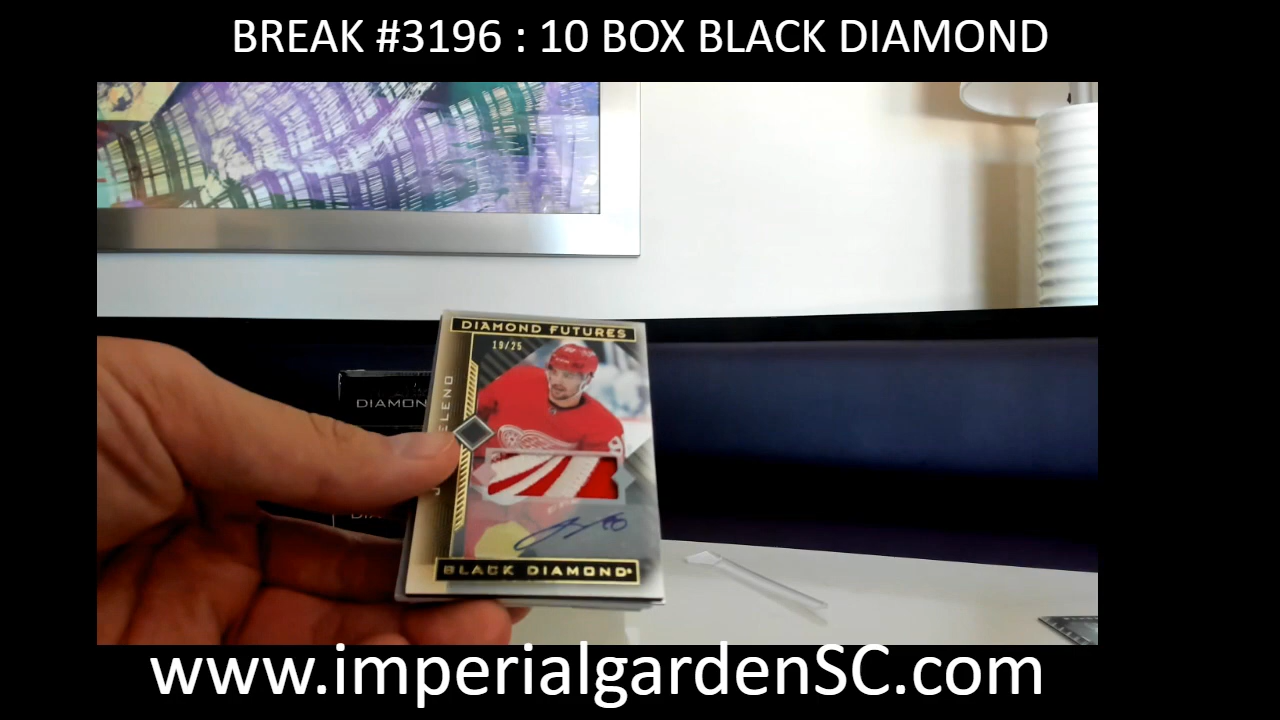 BREAK #3196 : 10 BOX BLACK DIAMOND
DIAMOND FUTURES
19/25
DIAMON
BLACK DIAMOND
www.imperialgardenSC.com